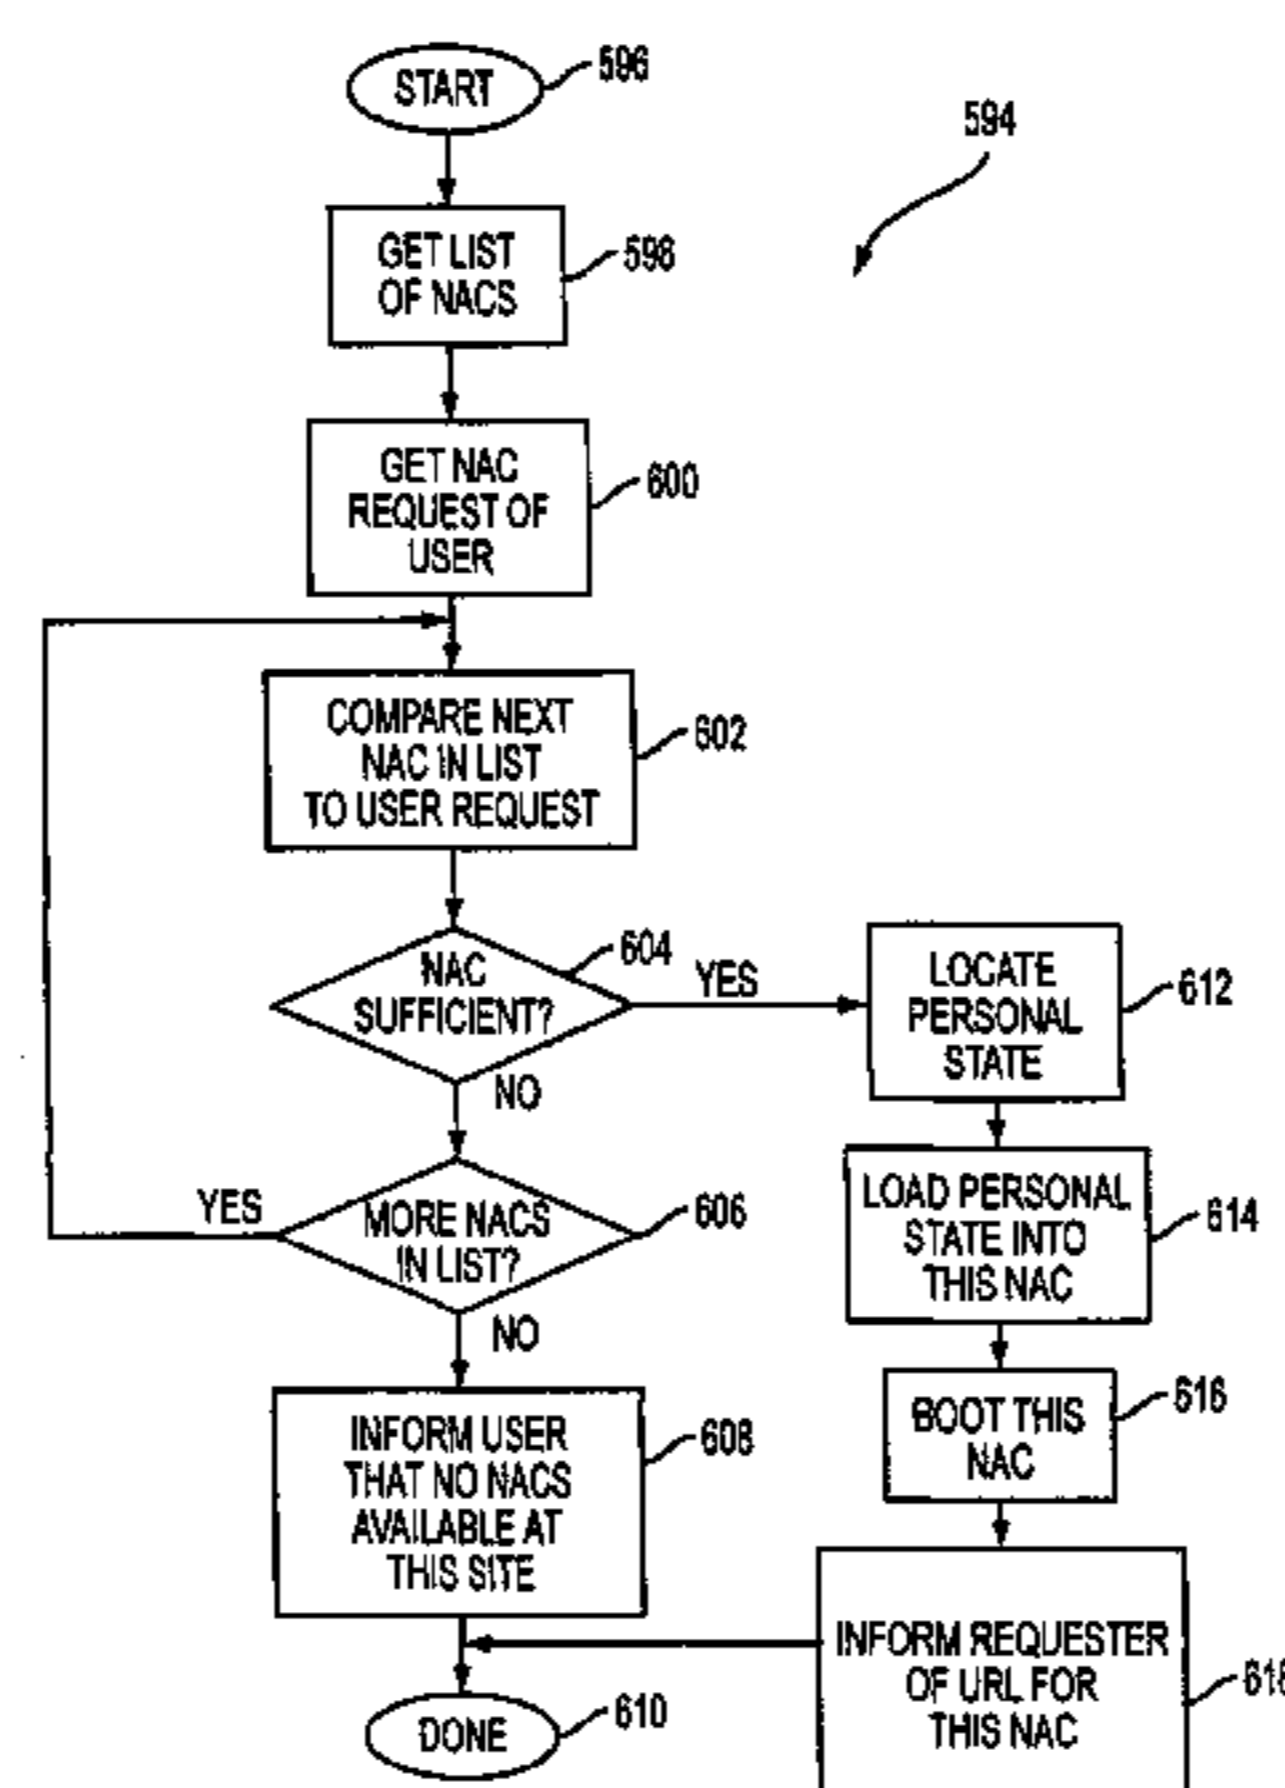 START
596
594
GET LIST
OF NACS
598
GET NAC
REQUEST OF
USER
600
COMPARE NEXT
NAC IN LIST
TO USER REQUEST
602
NAC
SUFFICIENT?
604
YES
NO
LOCATE
PERSONAL
STATE
612
MORE NACS
IN LIST?
606
YES
NO
LOAD PERSONAL
STATE INTO
THIS NAC
614
BOOT THIS
NAC
616
INFORM USER
THAT NO NACS
AVAILABLE AT
THIS SITE
608
INFORM REQUESTER
OF URL FOR
THIS NAC
618
DONE
610